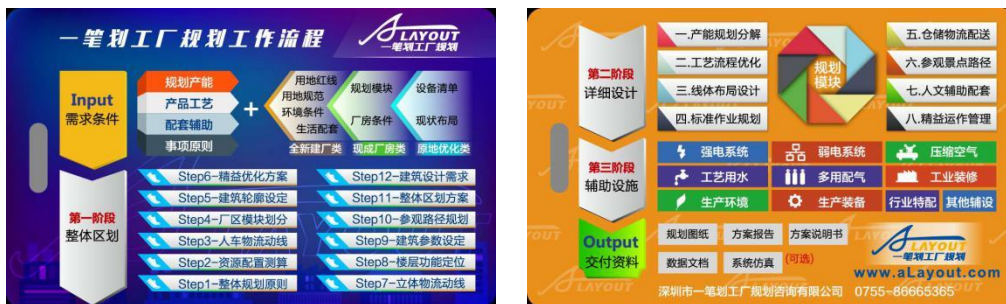 一笔划工厂规划工作流程
ALAYOUT
一笔划工厂规划
Input
需求条件
规划产能
产品工艺
配套辅助
事项原则
+
用地红线
用地规范
环境条件
生活配套
全新建厂类
规划模块
厂房条件
现成厂房类
设备清单
现状布局
原地优化类
第一阶段
整体区划
Step6-精益优化方案
Step5-建筑轮廓设定
Step4-厂区模块划分
Step3-人车物流动线
Step2-资源配置测算
Step1-整体规划原则
Step12-建筑设计需求
Step11-整体区划方案
Step10-参观路径规划
Step9-建筑参数设定
Step8-楼层功能定位
Step7-立体物流动线
第二阶段
详细设计
一.产能规划分解
二.工艺流程优化
三.线体布局设计
四.标准作业规划
规划
模块
五.仓储物流配送
六.参观景点路径
七.人文辅助配套
八.精益运作管理
第三阶段
辅助设施
强电系统
弱电系统
压缩空气
工艺用水
多用配气
工业装修
生产环境
生产装备
行业特配
其他辅设
Output
交付资料
规划图纸
方案报告
方案说明书
数据文档
系统仿真
(可选)
ALAYOUT
一笔划工厂规划
www.aLayout.com
深圳市一笔划工厂规划咨询有限公司 0755-86665365